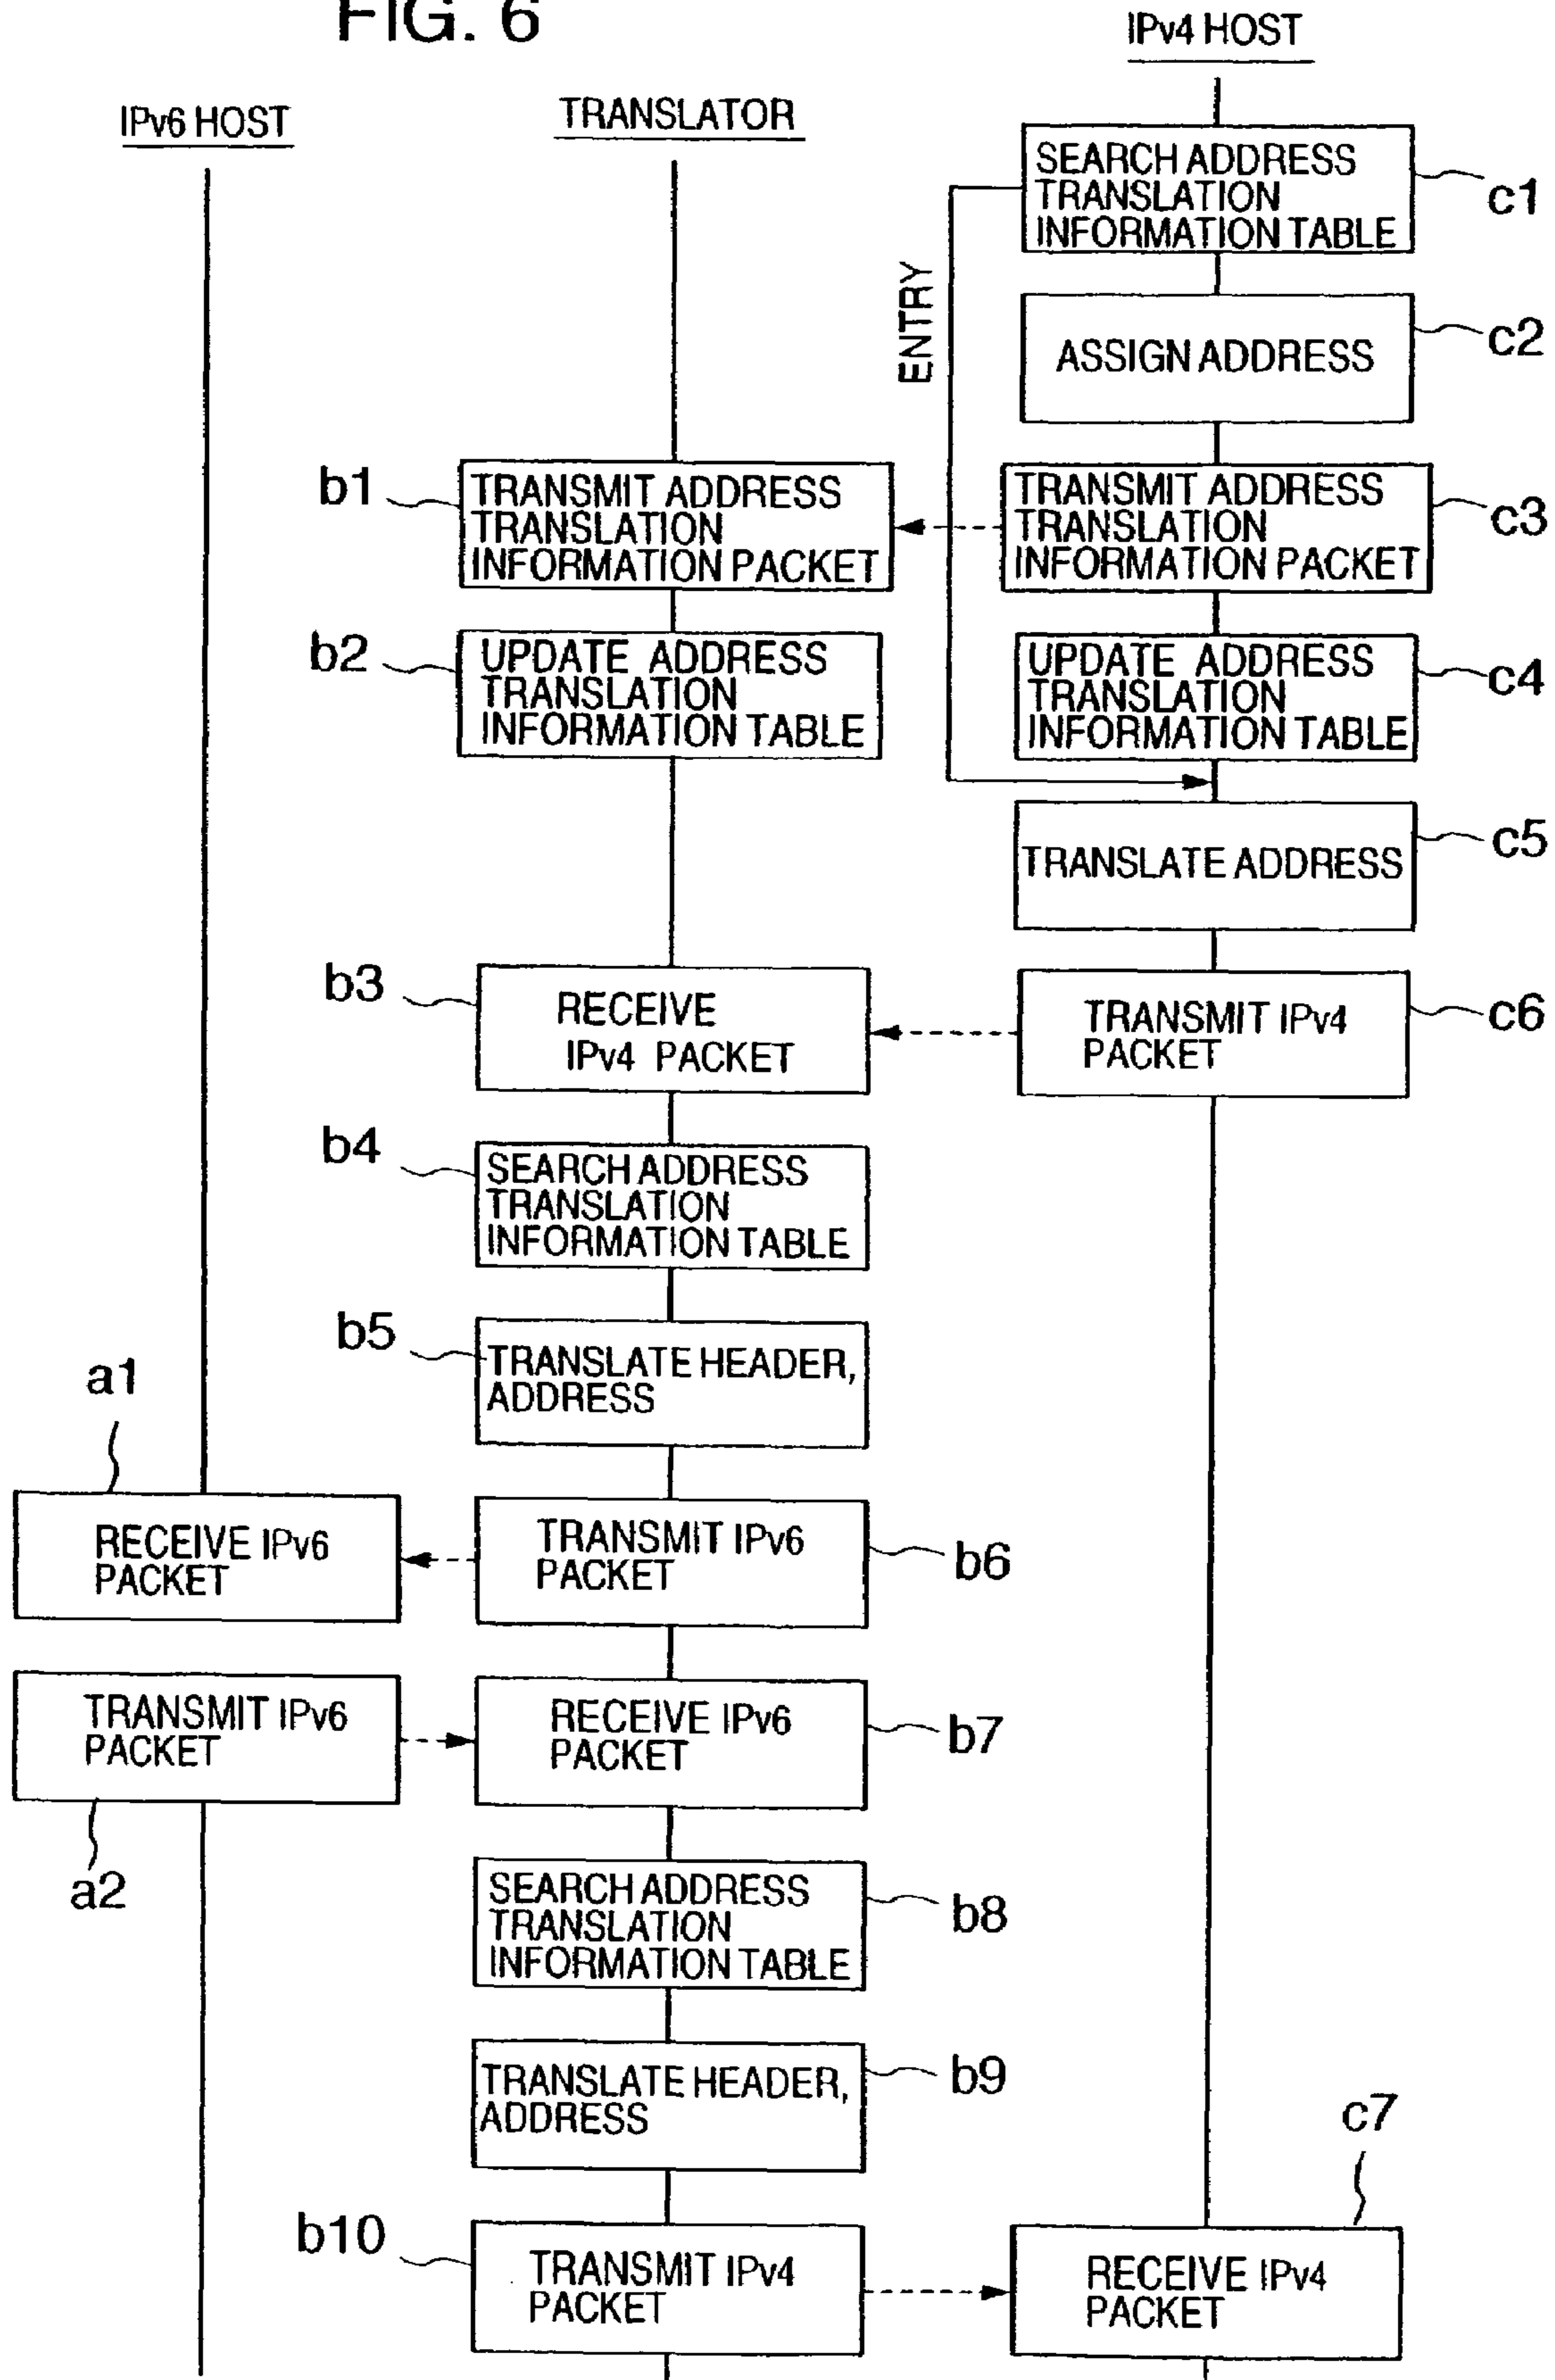 FIG. 6
IPv6 HOST
TRANSLATOR
IPv4 HOST
SEARCH ADDRESS
TRANSLATION
INFORMATION TABLE
c1
ENTRY
ASSIGN ADDRESS
c2
b1
TRANSMIT ADDRESS
TRANSLATION
INFORMATION PACKET
TRANSMIT ADDRESS
TRANSLATION
INFORMATION PACKET
c3
b2
UPDATE ADDRESS
TRANSLATION
INFORMATION TABLE
UPDATE ADDRESS
TRANSLATION
INFORMATION TABLE
c4
TRANSLATE ADDRESS
c5
b3
RECEIVE
IPv4 PACKET
TRANSMIT IPv4
PACKET
c6
b4
SEARCH ADDRESS
TRANSLATION
INFORMATION TABLE
b5
TRANSLATE HEADER,
ADDRESS
a1
RECEIVE IPv6
PACKET
TRANSMIT IPv6
PACKET
b6
TRANSMIT IPv6
PACKET
a2
RECEIVE IPv6
PACKET
b7
SEARCH ADDRESS
TRANSLATION
INFORMATION TABLE
b8
TRANSLATE HEADER,
ADDRESS
b9
b10
TRANSMIT IPv4
PACKET
c7
RECEIVE IPv4
PACKET